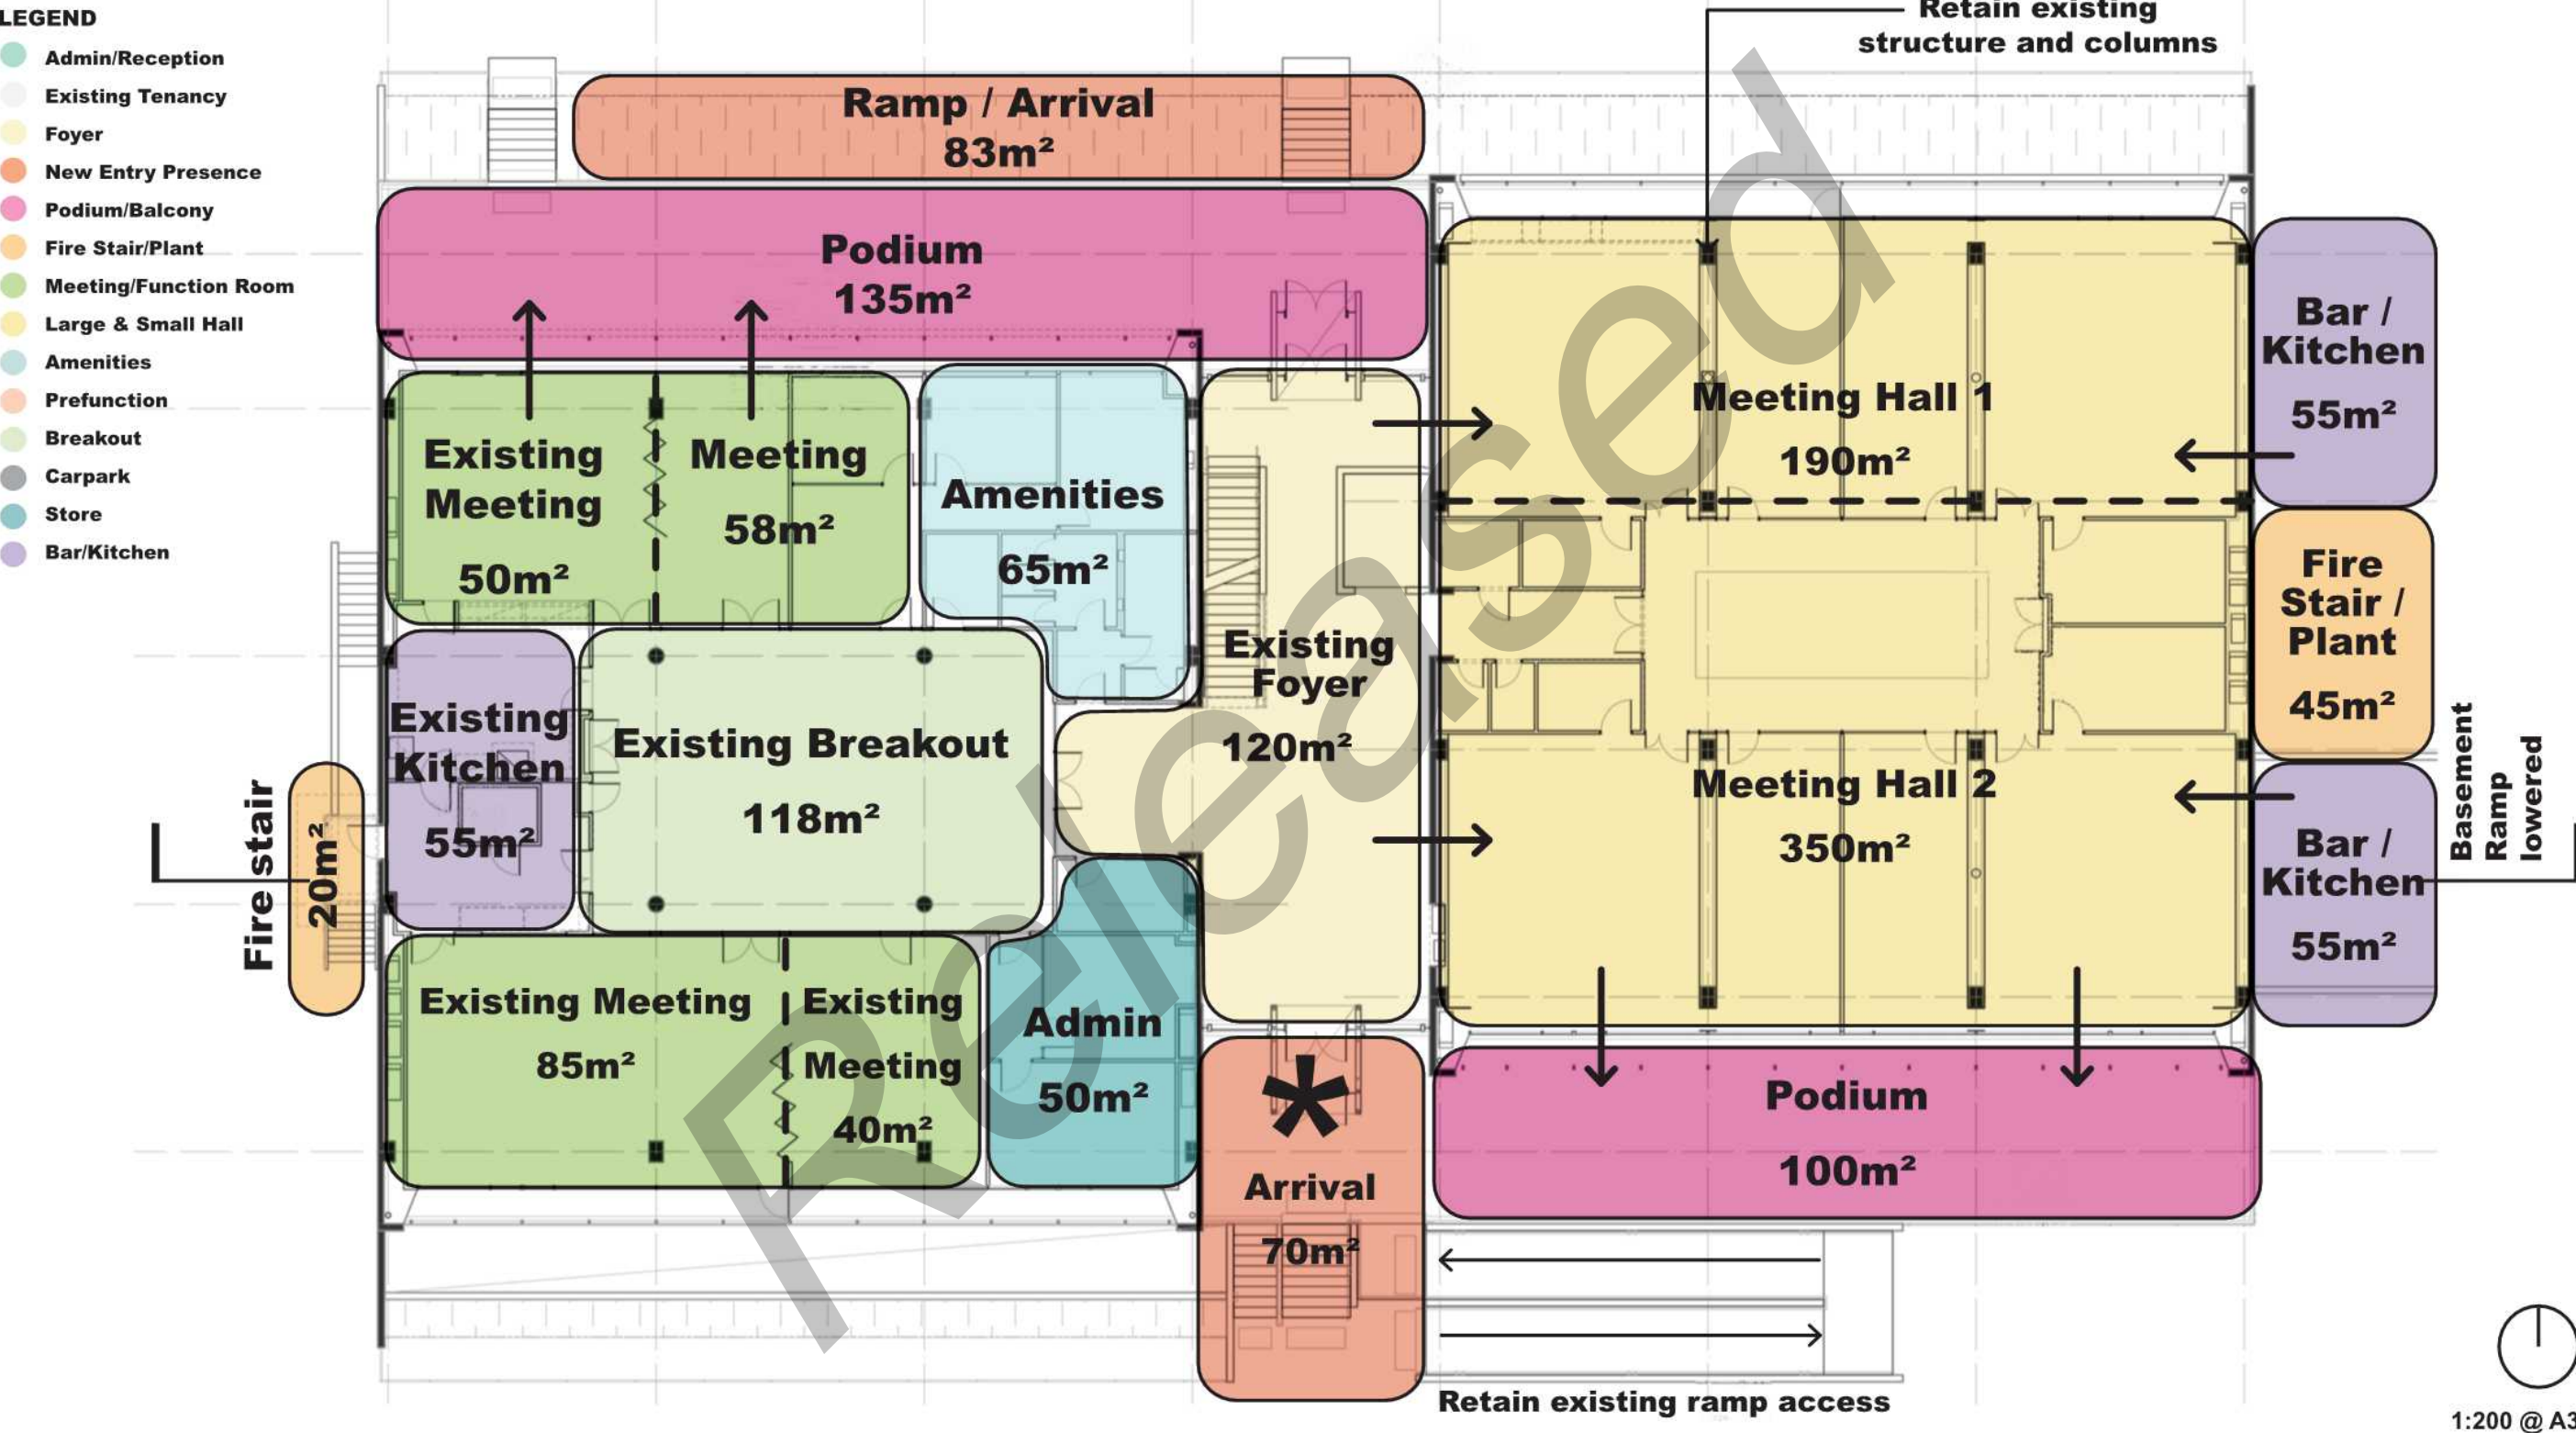 LEGEND
Admin/Reception
Existing Tenancy
Foyer
New Entry Presence
Podium/Balcony
Fire Stair/Plant
Meeting/Function Room
Large & Small Hall
Amenities
Prefunction
Breakout
Carpark
Store
Bar/Kitchen
Retain existing
structure and columns
Ramp / Arrival
83m²
Podium
135m²
Existing
Meeting
50m²
Meeting
58m²
Amenities
65m²
Existing
Foyer
120m²
Meeting Hall 1
190m²
Bar /
Kitchen
55m²
Fire
Stair /
Plant
45m²
Existing
Kitchen
55m²
Existing Breakout
118m²
Meeting Hall 2
350m²
Bar /
Kitchen
55m²
Basement
Ramp
lowered
Fire stair
20m²
Existing Meeting
85m²
Existing
Meeting
40m²
Admin
50m²
*
Arrival
70m²
Podium
100m²
Retain existing ramp access
1:200 @ A3
Released